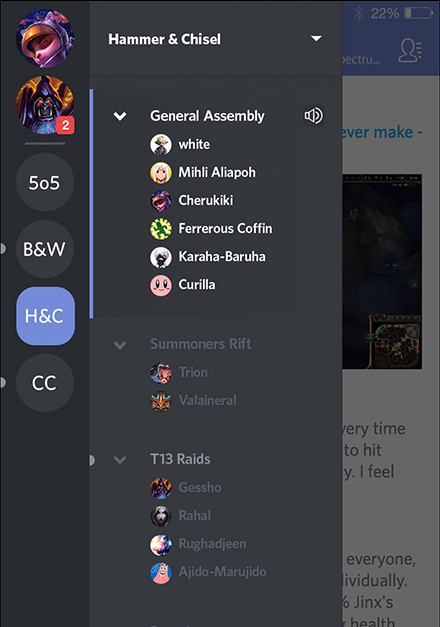 22%
Hammer & Chisel
pectru...
2
General Assembly
ever make -
white
5o5
Mihli Aliapoh
Cherukiki
Ferrerous Coffin
B&W
Karaha-Baruha
Curilla
H&C
Summoners Rift
Trion
CC
Valaineral
very time
to hit
T13 Raids
y. I feel
Gessho
Rahal
Rughadjeen
everyone,
Ajido-Marujido
dividually.
% Jinx's
health